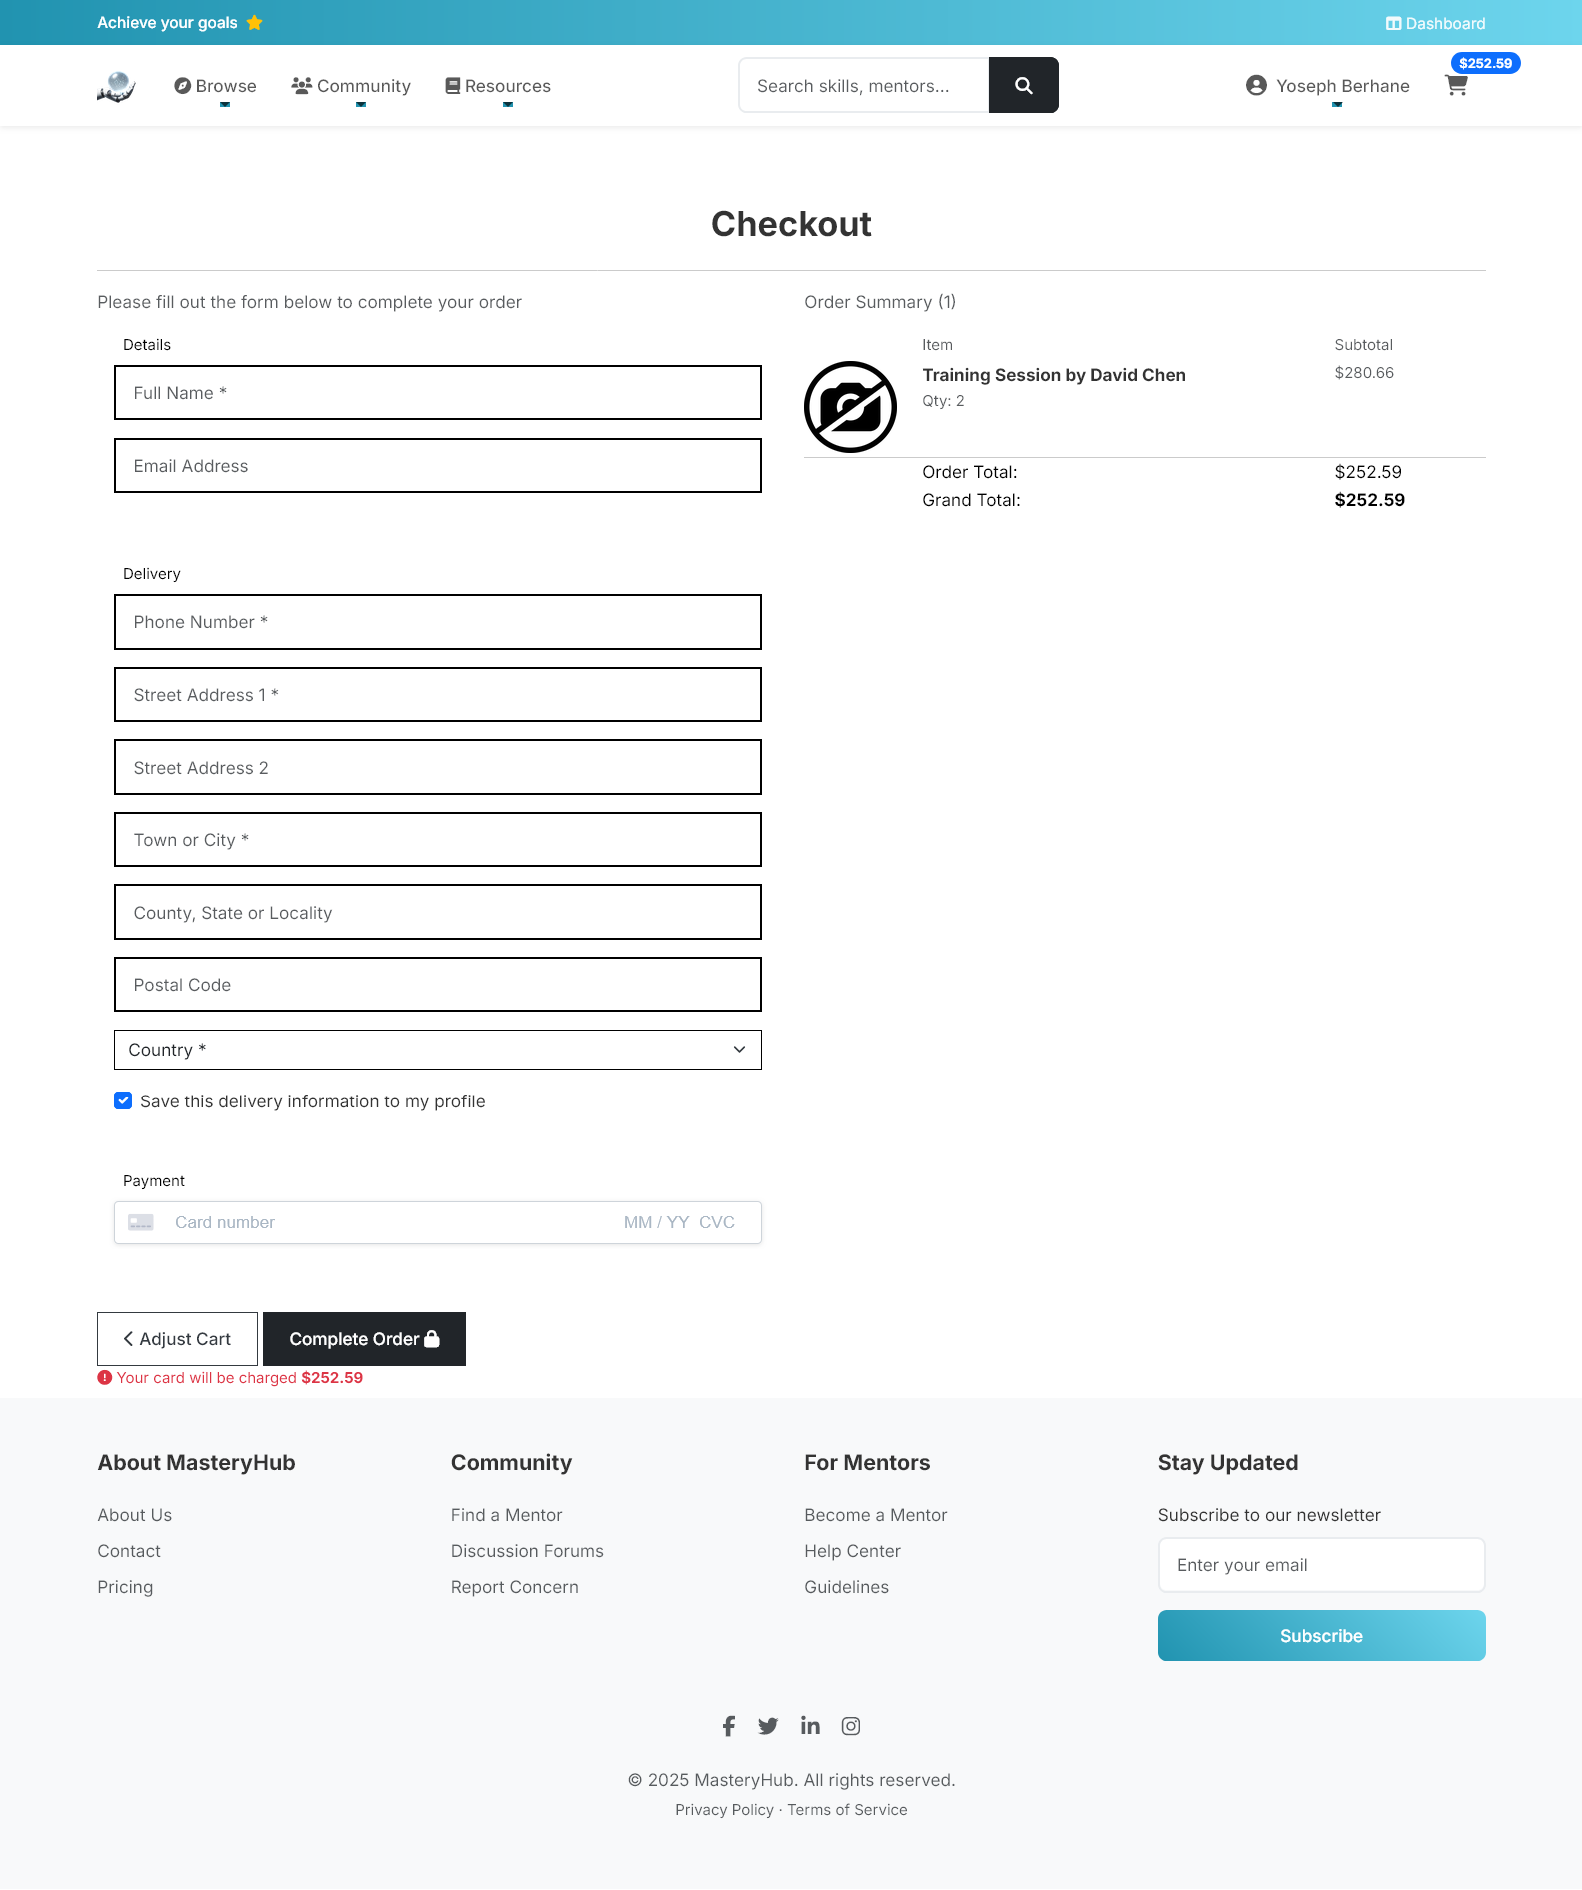 Achieve your goals
Dashboard
Browse
Community
Resources
Search skills, mentors...
Yoseph Berhane
$252.59
Checkout
Please fill out the form below to complete your order
Details
Full Name *
Email Address
Delivery
Phone Number *
Street Address 1 *
Street Address 2
Town or City *
County, State or Locality
Postal Code
Country *
Save this delivery information to my profile
Payment
Card number MM / YY CVC
Adjust Cart
Complete Order
Your card will be charged $252.59
Order Summary (1)
Item Subtotal
Training Session by David Chen $280.66
Qty: 2
Order Total: $252.59
Grand Total: $252.59
About MasteryHub
About Us
Contact
Pricing
Community
Find a Mentor
Discussion Forums
Report Concern
For Mentors
Become a Mentor
Help Center
Guidelines
Stay Updated
Subscribe to our newsletter
Enter your email
Subscribe
© 2025 MasteryHub. All rights reserved.
Privacy Policy · Terms of Service